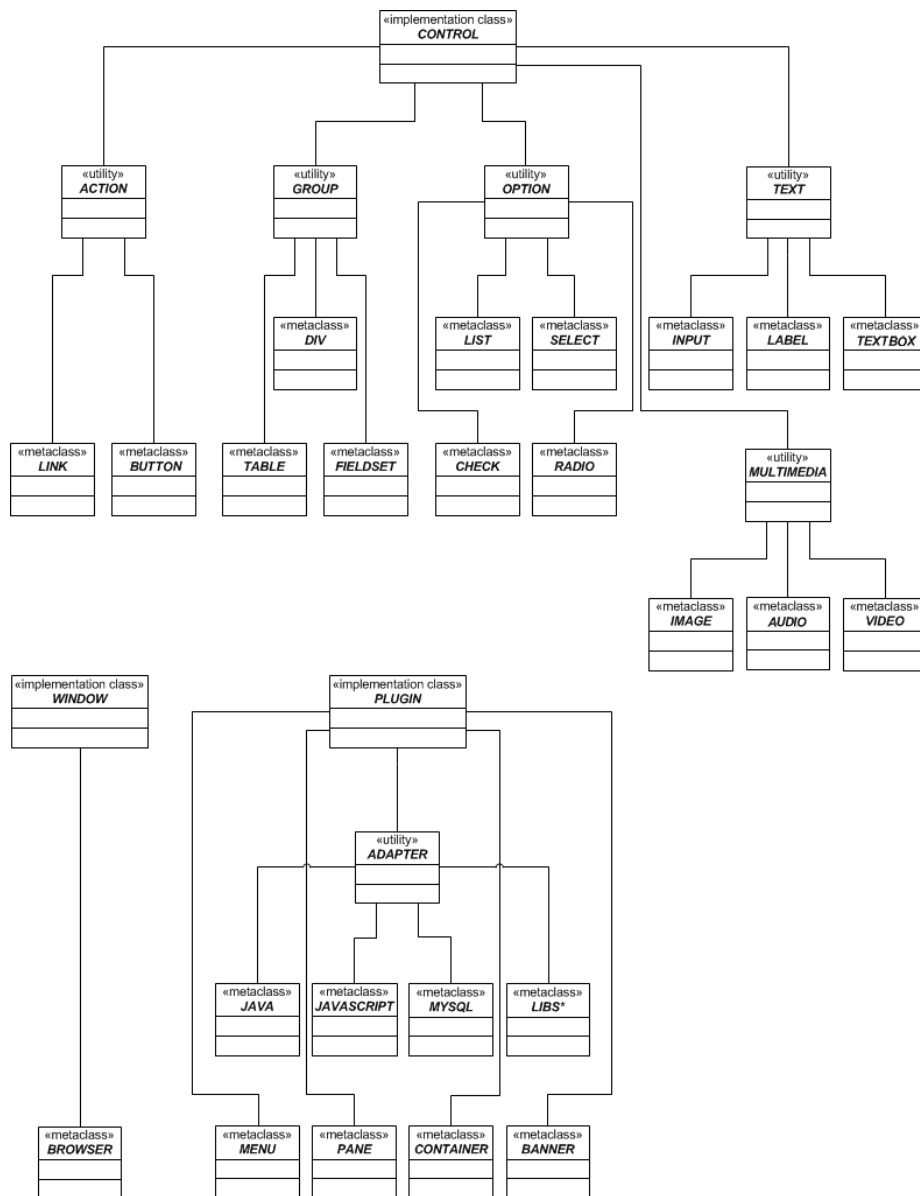 «implementation class»
CONTROL
«utility»
ACTION
«utility»
GROUP
«utility»
OPTION
«utility»
TEXT
«metaclass»
DIV
«metaclass»
LIST
«metaclass»
SELECT
«metaclass»
INPUT
«metaclass»
LABEL
«metaclass»
TEXTBOX
«metaclass»
LINK
«metaclass»
BUTTON
«metaclass»
TABLE
«metaclass»
FIELDSET
«metaclass»
CHECK
«metaclass»
RADIO
«utility»
MULTIMEDIA
«metaclass»
IMAGE
«metaclass»
AUDIO
«metaclass»
VIDEO
«implementation class»
WINDOW
«implementation class»
PLUGIN
«utility»
ADAPTER
«metaclass»
JAVA
«metaclass»
JAVASCRIPT
«metaclass»
MYSQL
«metaclass»
LIBS*
«metaclass»
BROWSER
«metaclass»
MENU
«metaclass»
PANE
«metaclass»
CONTAINER
«metaclass»
BANNER